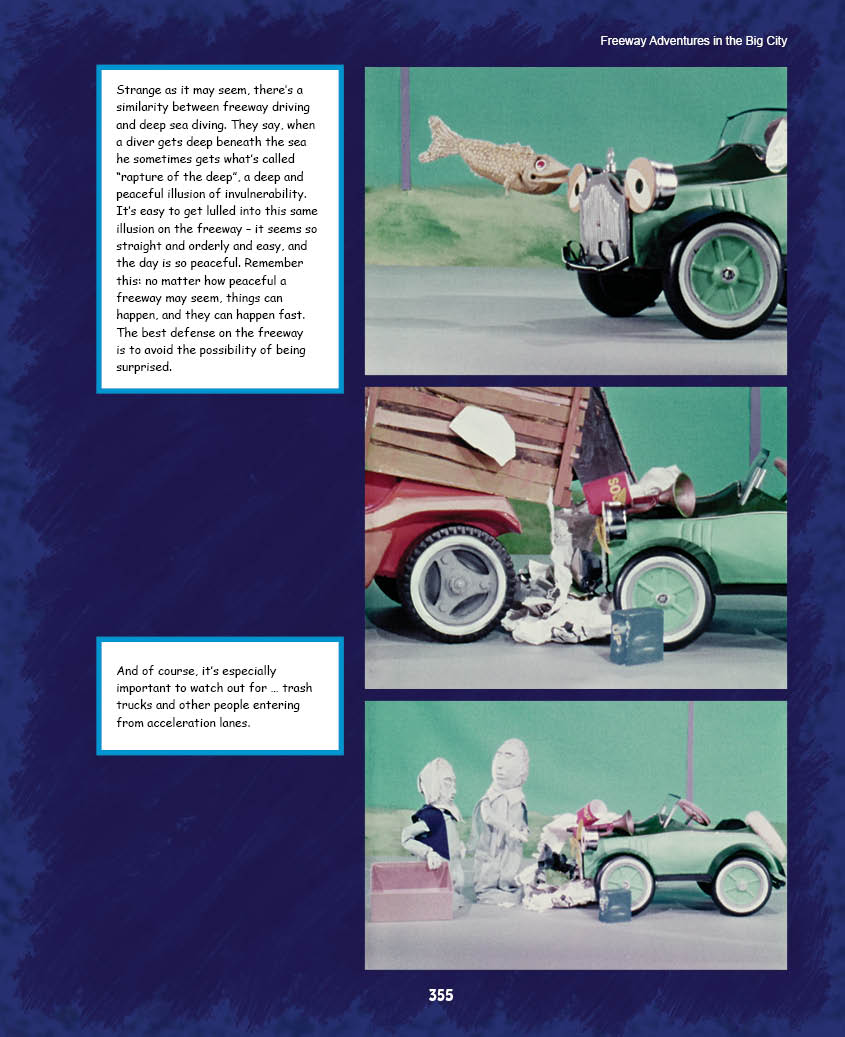 Freeway Adventures in the Big City
Strange as it may seem, there's a
similarity between freeway driving
and deep sea diving. They say, when
a diver gets deep beneath the sea
he sometimes gets what's called
"rapture of the deep", a deep and
peaceful illusion of invulnerability.
It's easy to get lulled into this same
illusion on the freeway – it seems so
straight and orderly and easy, and
the day is so peaceful. Remember
this: no matter how peaceful a
freeway may seem, things can
happen, and they can happen fast.
The best defense on the freeway
is to avoid the possibility of being
surprised.
And of course, it's especially
important to watch out for ... trash
trucks and other people entering
from acceleration lanes.
355